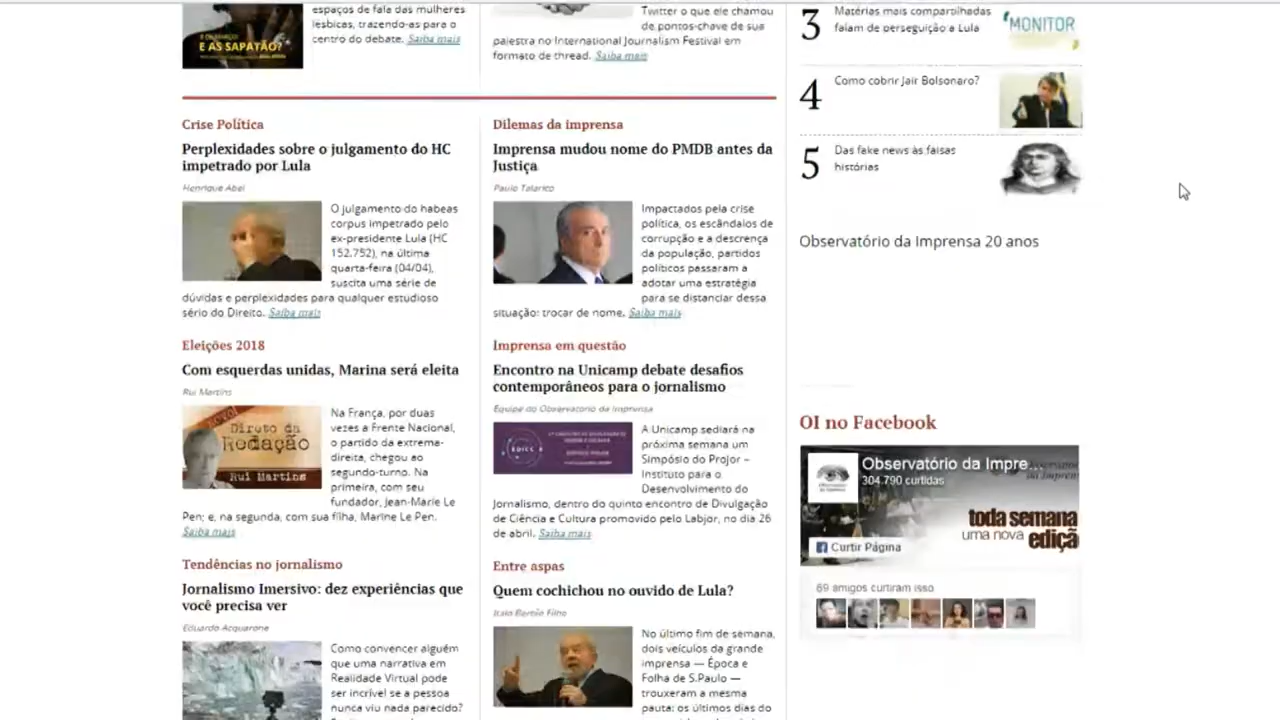 espaços de fala das mulheres
lésbicas, trazendo-as para o
centro do debate. Saiba mais
E AS SAPATÃO?
Twitter o que ele chamou
de pontos-chave de sua
palestra no International Journalism Festival em
formato de thread. Saiba mais
Crise Política
Perplexidades sobre o julgamento do HC
impetrado por Lula
Henrique Abel
O julgamento do habeas
corpus impetrado pelo
ex-presidente Lula (HC
152.752), na última
quarta-feira (04/04),
suscita uma série de
dúvidas e perplexidades para qualquer estudioso
sério do Direito. Saiba mais
Eleições 2018
Com esquerdas unidas, Marina será eleita
Rui Martins
Direto da
Redação
Rui Martins
Na França, por duas
vezes a Frente Nacional,
o partido da extrema-
direita, chegou ao
segundo-turno. Na
primeira, com seu
fundador, Jean-Marie Le
Pen; e, na segunda, com sua filha, Marine Le Pen.
Saiba mais
Tendências no jornalismo
Jornalismo Imersivo: dez experiências que
você precisa ver
Eduardo Acquarone
Como convencer alguém
que uma narrativa em
Realidade Virtual pode
ser incrível se a pessoa
nunca viu nada parecido?
Dilemas da imprensa
Imprensa mudou nome do PMDB antes da
Justiça
Paulo Talarico
Impactados pela crise
política, os escândalos de
corrupção e a descrença
da população, partidos
políticos passaram a
adotar uma estratégia
para se distanciar dessa
situação: trocar de nome. Saiba mais
Imprensa em questão
Encontro na Unicamp debate desafios
contemporâneos para o jornalismo
Equipe do Observatório da Imprensa
EDICC
A Unicamp sediará na
próxima semana um
Simpósio do Projor –
Instituto para o
Desenvolvimento do
Jornalismo, dentro do quinto encontro de Divulgação
de Ciência e Cultura promovido pelo Labjor, no dia 26
de abril. Saiba mais
Entre aspas
Quem cochichou no ouvido de Lula?
No último fim de semana,
dois veículos da grande
imprensa — Época e
Folha de S.Paulo —
trouxeram a mesma
pauta: os últimos dias do
3
Matérias mais compartilhadas
falam de perseguição a Lula
MONITOR
4
Como cobrir Jair Bolsonaro?
5
Das fake news às falsas
histórias
Observatório da Imprensa 20 anos
OI no Facebook
Observatório da Impre...
304.790 curtidas
toda semana
uma nova
ediçã
Curtir Página
69 amigos curtiram isso